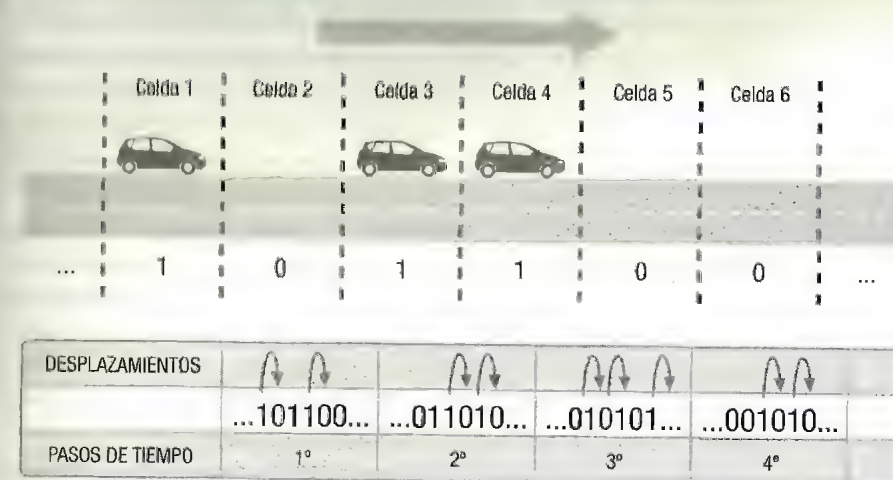 Celda 1 Celda 2 Celda 3 Celda 4 Celda 5 Celda 6
... 1 0 1 1 0 0 ...
DESPLAZAMIENTOS
...101100... ...011010... ...010101... ...001010...
PASOS DE TIEMPO 1º 2º 3º 4º